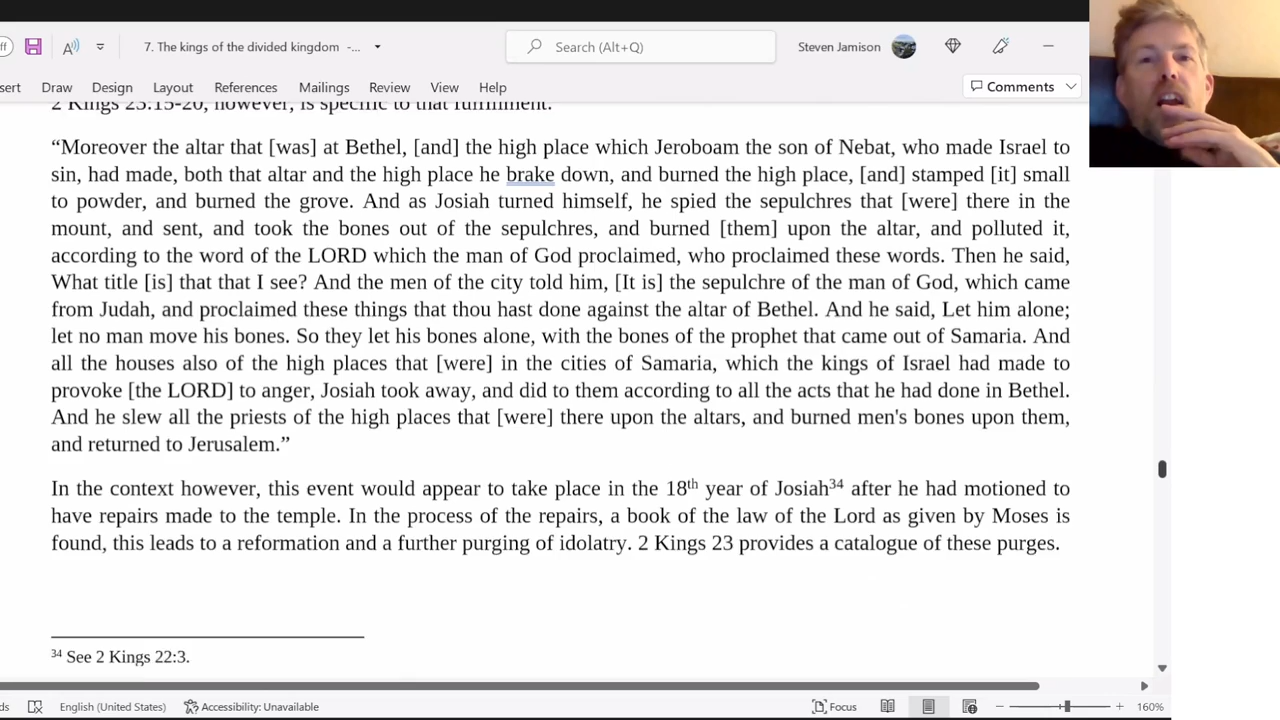 7. The kings of the divided kingdom -...
Search (Alt+Q)
Steven Jamison
Draw
Design
Layout
References
Mailings
Review
View
Help
Comments
2 Kings 23:15-20, however, is specific to that fulfillment.
“Moreover the altar that [was] at Bethel, [and] the high place which Jeroboam the son of Nebat, who made Israel to
sin, had made, both that altar and the high place he brake down, and burned the high place, [and] stamped [it] small
to powder, and burned the grove. And as Josiah turned himself, he spied the sepulchres that [were] there in the
mount, and sent, and took the bones out of the sepulchres, and burned [them] upon the altar, and polluted it,
according to the word of the LORD which the man of God proclaimed, who proclaimed these words. Then he said,
What title [is] that that I see? And the men of the city told him, [It is] the sepulchre of the man of God, which came
from Judah, and proclaimed these things that thou hast done against the altar of Bethel. And he said, Let him alone;
let no man move his bones. So they let his bones alone, with the bones of the prophet that came out of Samaria. And
all the houses also of the high places that [were] in the cities of Samaria, which the kings of Israel had made to
provoke [the LORD] to anger, Josiah took away, and did to them according to all the acts that he had done in Bethel.
And he slew all the priests of the high places that [were] there upon the altars, and burned men's bones upon them,
and returned to Jerusalem.”
In the context however, this event would appear to take place in the 18th year of Josiah34 after he had motioned to
have repairs made to the temple. In the process of the repairs, a book of the law of the Lord as given by Moses is
found, this leads to a reformation and a further purging of idolatry. 2 Kings 23 provides a catalogue of these purges.
34 See 2 Kings 22:3.
English (United States)
Accessibility: Unavailable
Focus
160%